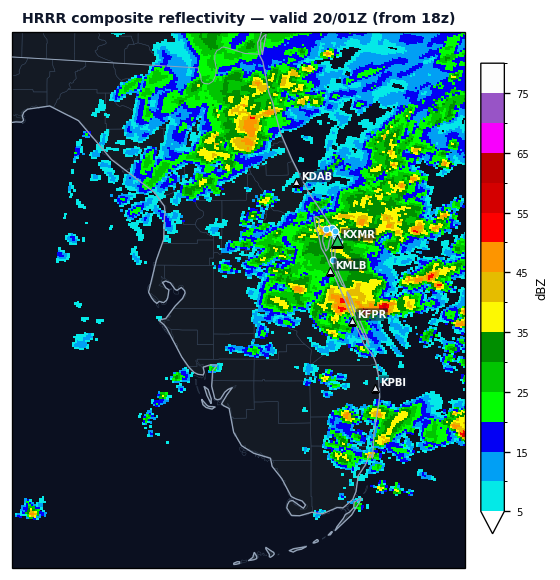 HRRR composite reflectivity — valid 20/01Z (from 18z)
KDAB
KXMR
KMLB
KFPR
KPBI
75
65
55
45
35
25
15
5
dBZ